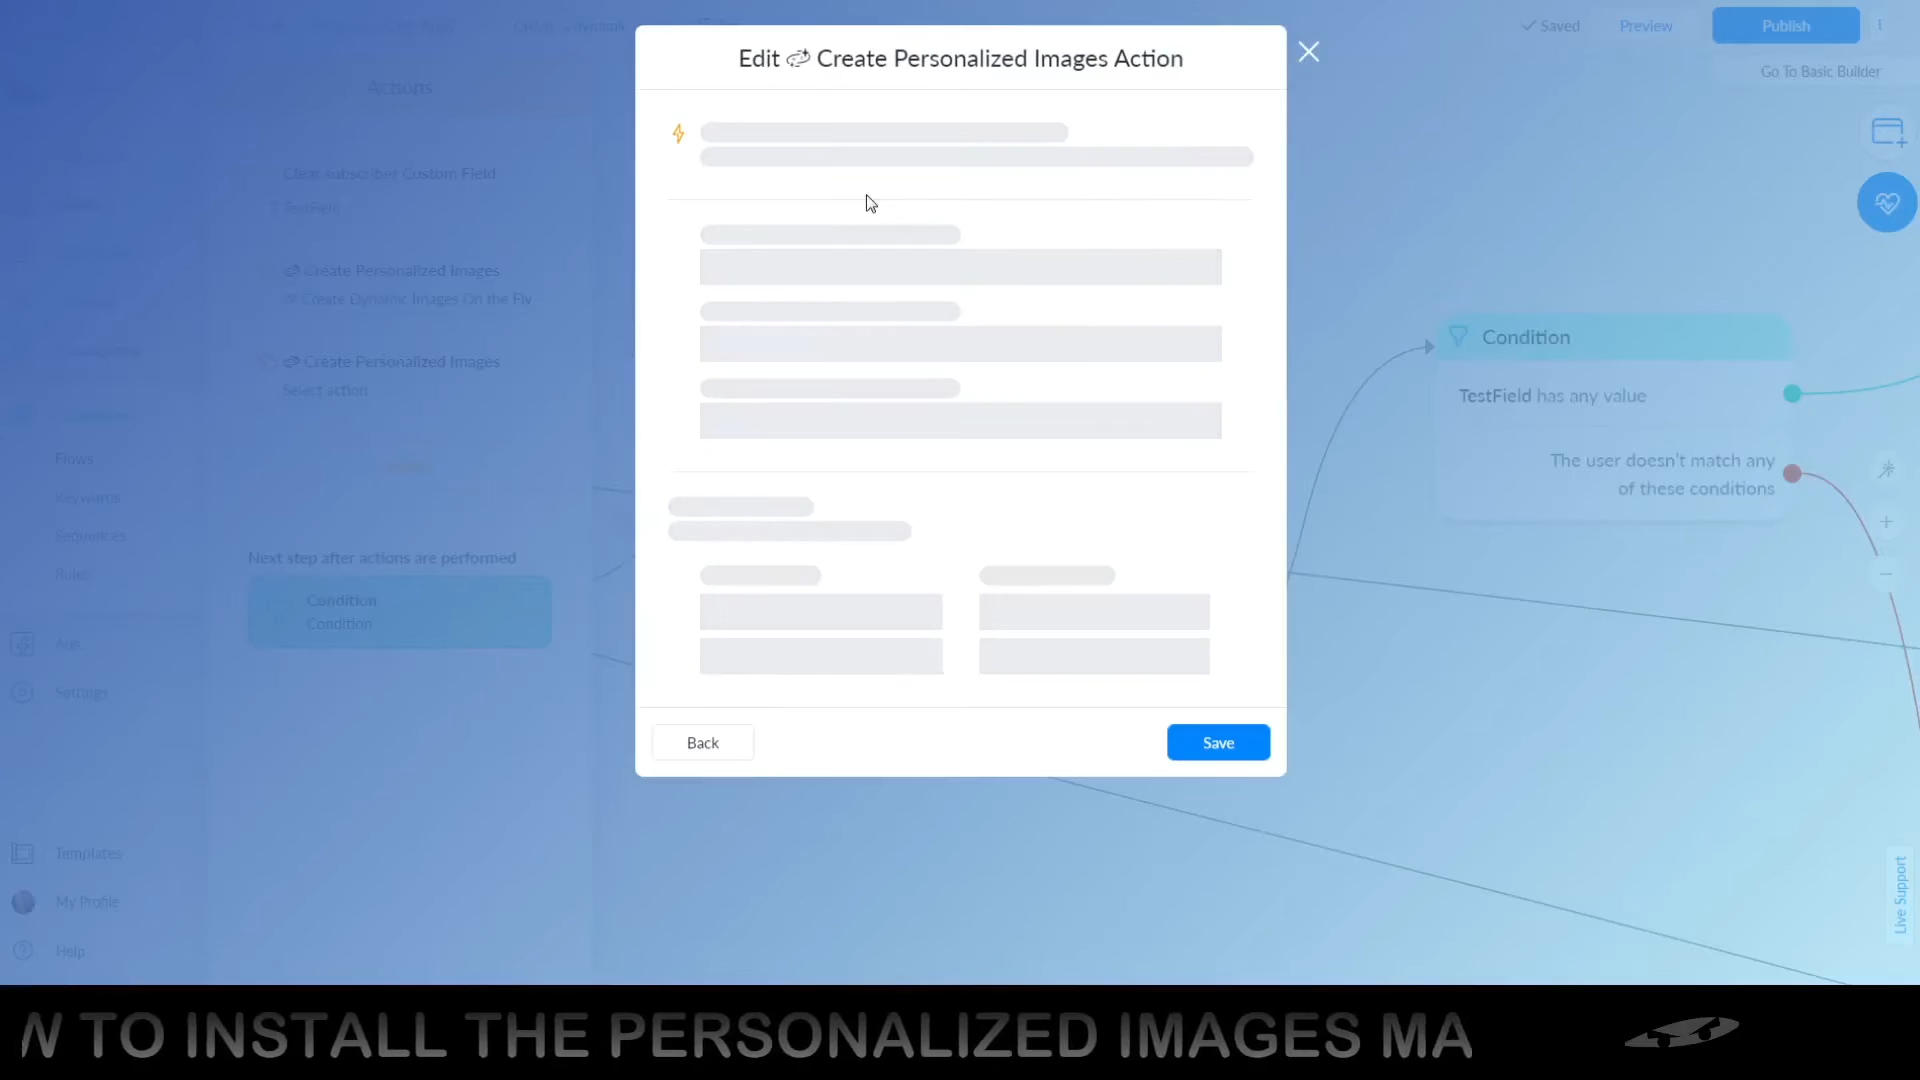 Saved
Preview
Publish
Go To Basic Builder
Edit Create Personalized Images Action
Actions
Clear subscriber Custom Field
TestField
Create Personalized Images
Create Dynamic Images On the Fly
Create Personalized Images
Select action
Flows
Keywords
Sequences
Rules
Next step after actions are performed
Condition
Condition
Settings
Templates
My Profile
Help
Condition
TestField has any value
The user doesn't match any
of these conditions
Back
Save
Live Support
W TO INSTALL THE PERSONALIZED IMAGES MA